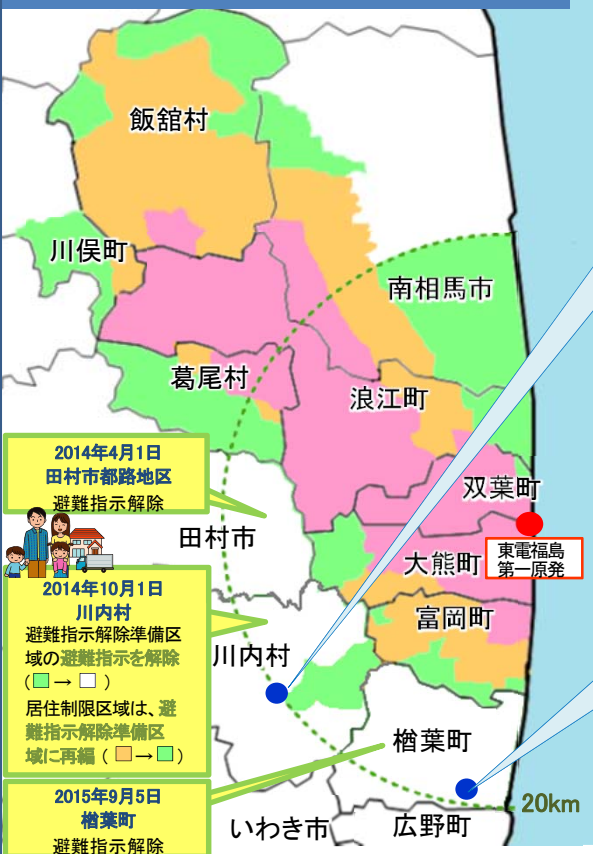 飯舘村
川俣町
南相馬市
葛尾村
浪江町
2014年4月1日
田村市都路地区
避難指示解除
双葉町
田村市
大熊町
東電福島
第一原発
2014年10月1日
川内村
避難指示解除準備区
域の避難指示を解除
(□→□)
居住制限区域は、避
難指示解除準備区
域に再編(□→□)
富岡町
川内村
楢葉町
2015年9月5日
楢葉町
避難指示解除
20km
いわき市
広野町